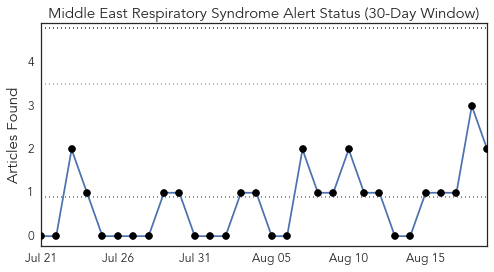 Middle East Respiratory Syndrome Alert Status (30-Day Window)
Articles Found
4
3
2
1
0
Jul 21 Jul 26 Jul 31 Aug 05 Aug 10 Aug 15